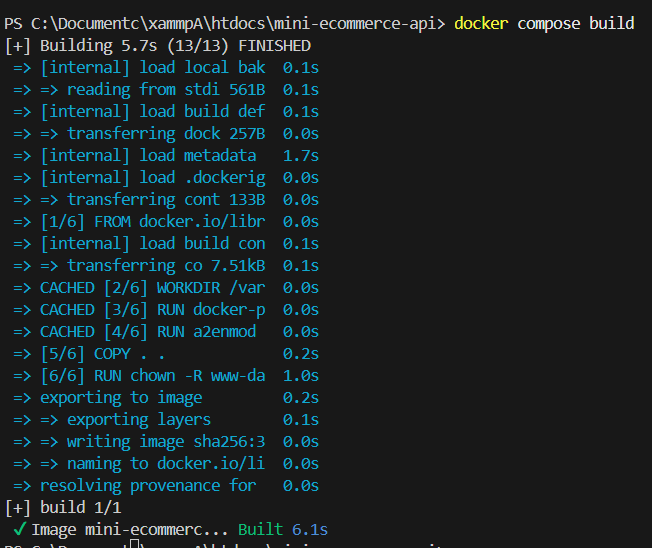 PS C:\Documentc\xammpA\htdocs\mini-ecommerce-api> docker compose build
[+] Building 5.7s (13/13) FINISHED
=> [internal] load local bak 0.1s
=> => reading from stdi 561B 0.1s
=> [internal] load build def 0.1s
=> => transferring dock 257B 0.0s
=> [internal] load metadata 1.7s
=> [internal] load .dockerig 0.0s
=> => transferring cont 133B 0.0s
=> [1/6] FROM docker.io/libr 0.0s
=> [internal] load build con 0.1s
=> => transferring co 7.51kB 0.1s
=> CACHED [2/6] WORKDIR /var 0.0s
=> CACHED [3/6] RUN docker-p 0.0s
=> CACHED [4/6] RUN a2enmod 0.0s
=> [5/6] COPY . . 0.2s
=> [6/6] RUN chown -R www-da 1.0s
=> exporting to image 0.2s
=> => exporting layers 0.1s
=> => writing image sha256:3 0.0s
=> => naming to docker.io/li 0.0s
=> resolving provenance for 0.0s
[+] build 1/1
✓ Image mini-ecommerc... Built 6.1s